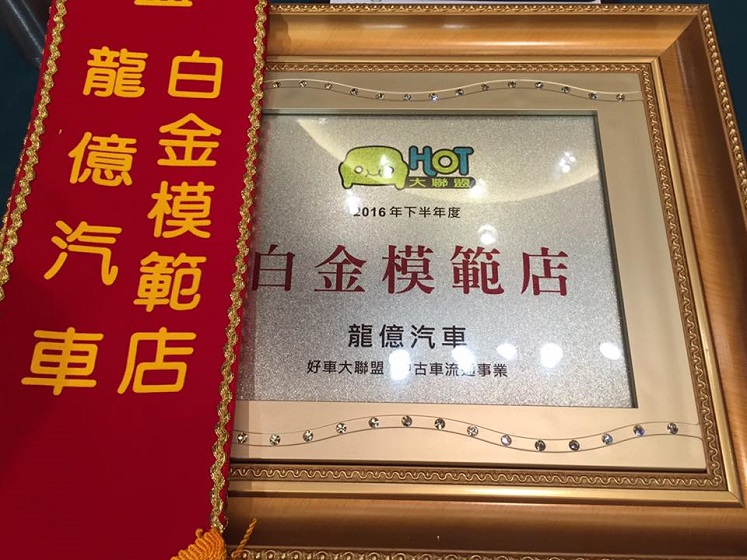 白金模範店
龍億汽車
HOT
大聯盟
2016年下半年度
白金模範店
龍億汽車
好車大聯盟 中古車流通事業